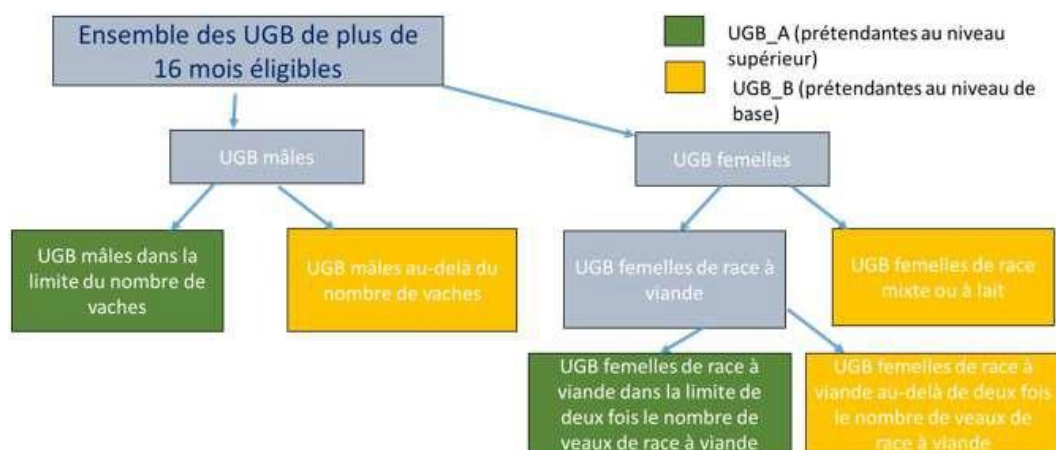 Ensemble des UGB de plus de
16 mois éligibles
UGB_A (prétendantes au niveau
supérieur)
UGB_B (prétendantes au niveau de
base)
UGB mâles
UGB femelles
UGB mâles dans la
limite du nombre de
vaches
UGB mâles au-delà du
nombre de vaches
UGB femelles de race à
viande
UGB femelles de race
mixte ou à lait
UGB femelles de race à
viande dans la limite de
deux fois le nombre de
veaux de race à viande
UGB femelles de race à
viande au-delà de deux fois
le nombre de veaux de
race à viande